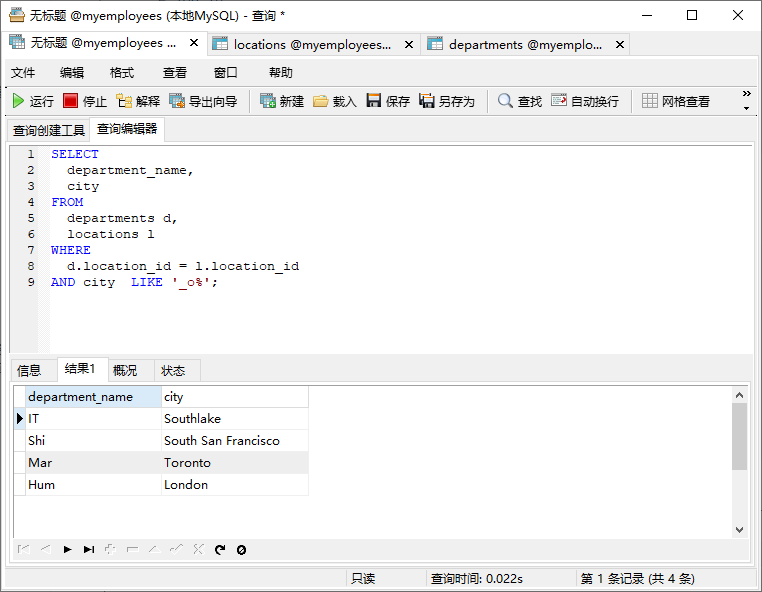 无标题 @myemployees (本地MySQL) - 查询 *
无标题 @myemployees ... locations @myemployees... departments @myemplo...
文件 编辑 格式 查看 窗口 帮助
运行 停止 解释 导出向导 新建 载入 保存 另存为 查找 自动换行 网格查看
查询创建工具 查询编辑器
1 SELECT
2 department_name,
3 city
4 FROM
5 departments d,
6 locations l
7 WHERE
8 d.location_id = l.location_id
9 AND city  LIKE '_o%';
信息 结果1 概况 状态
department_name city
IT Southlake
Shi South San Francisco
Mar Toronto
Hum London
只读 查询时间: 0.022s 第 1 条记录 (共 4 条)